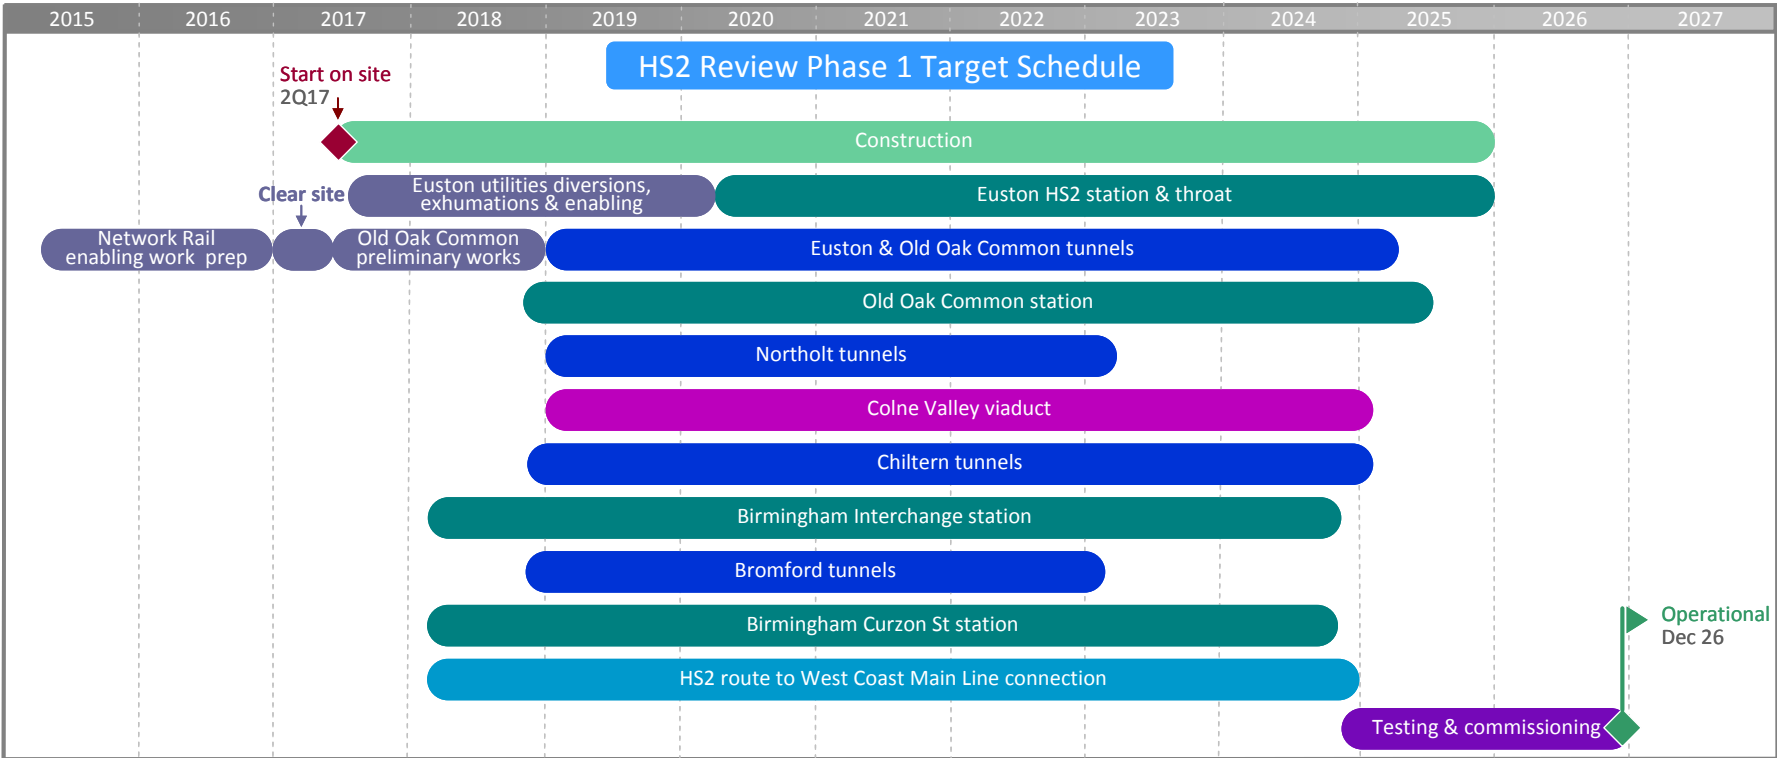 2015 2016 2017 2018 2019 2020 2021 2022 2023 2024 2025 2026 2027
HS2 Review Phase 1 Target Schedule
Start on site
2Q17
Construction
Clear site
Euston utilities diversions,
exhumations & enabling
Euston HS2 station & throat
Network Rail
enabling work prep
Old Oak Common
preliminary works
Euston & Old Oak Common tunnels
Old Oak Common station
Northolt tunnels
Colne Valley viaduct
Chiltern tunnels
Birmingham Interchange station
Bromford tunnels
Birmingham Curzon St station
Operational
Dec 26
HS2 route to West Coast Main Line connection
Testing & commissioning